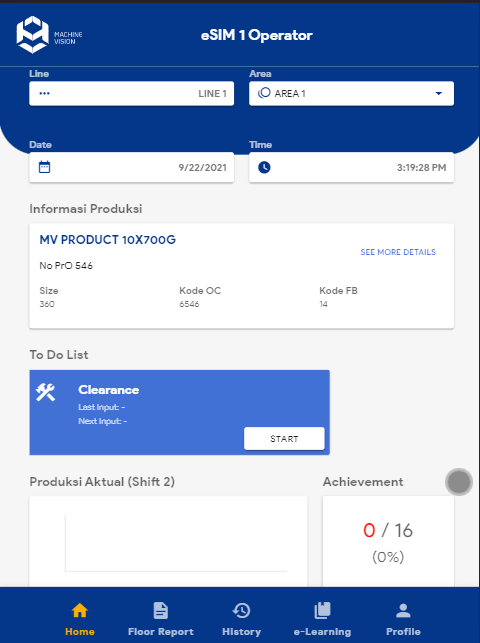 MACHINE
VISION
eSIM 1 Operator
Line
Area
LINE 1
AREA 1
Date
Time
9/22/2021
3:19:28 PM
Informasi Produksi
MV PRODUCT 10X700G
SEE MORE DETAILS
No PrO 546
Size
Kode OC
Kode FB
360
6546
14
To Do List
Clearance
Last Input: -
Next Input: -
START
Produksi Aktual (Shift 2)
Achievement
0 / 16
(0%)
Home
Floor Report
History
e-Learning
Profile